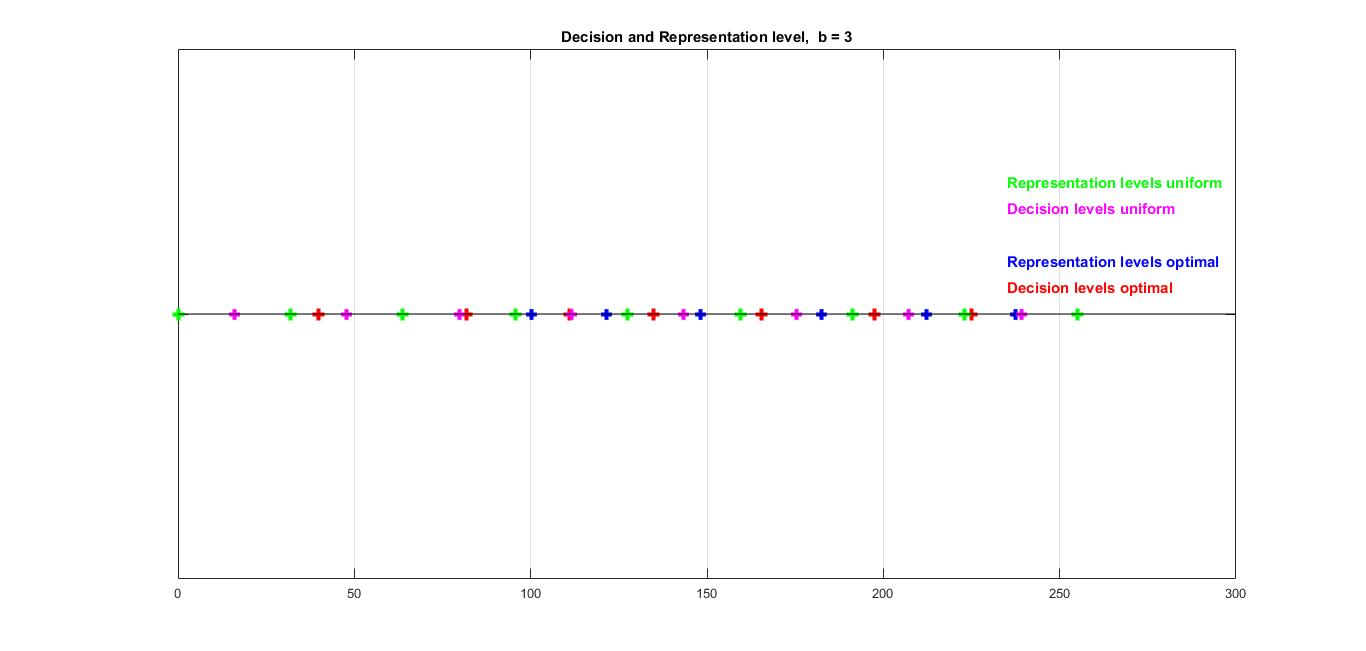 Decision and Representation level, b = 3
Representation levels uniform
Decision levels uniform
Representation levels optimal
Decision levels optimal
0 50 100 150 200 250 300